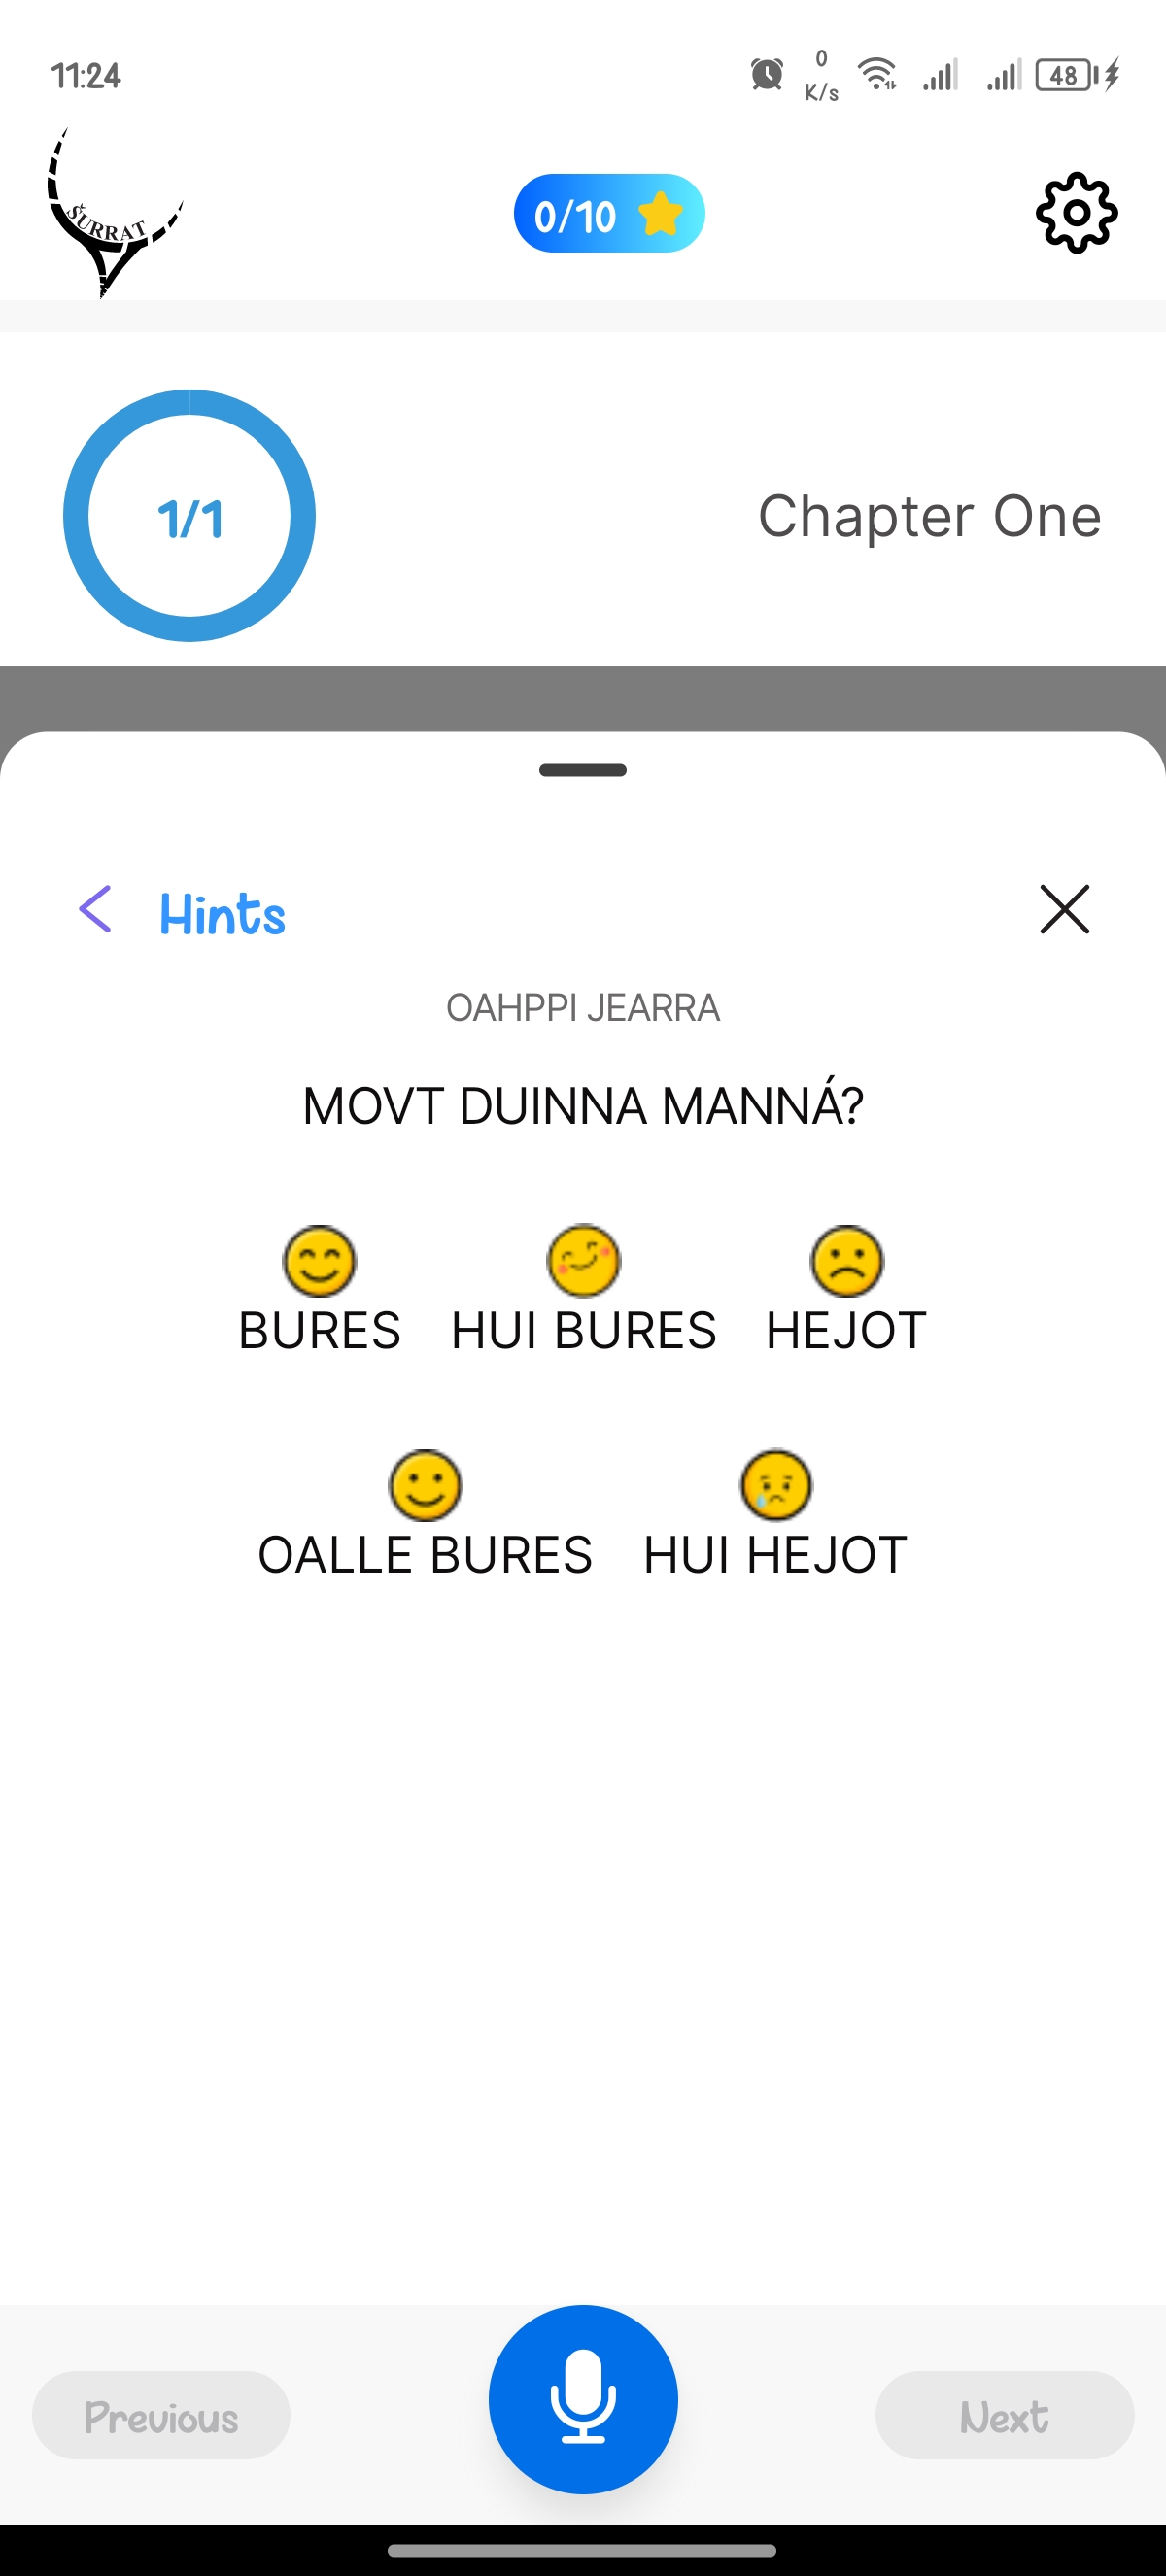 11:24
0
K/s
48
ŠURRAT
0/10
1/1
Chapter One
Hints
OAHPPI JEARRA
MOVT DUINNA MANNÁ?
BURES HUI BURES HEJOT
OALLE BURES HUI HEJOT
Previous
Next